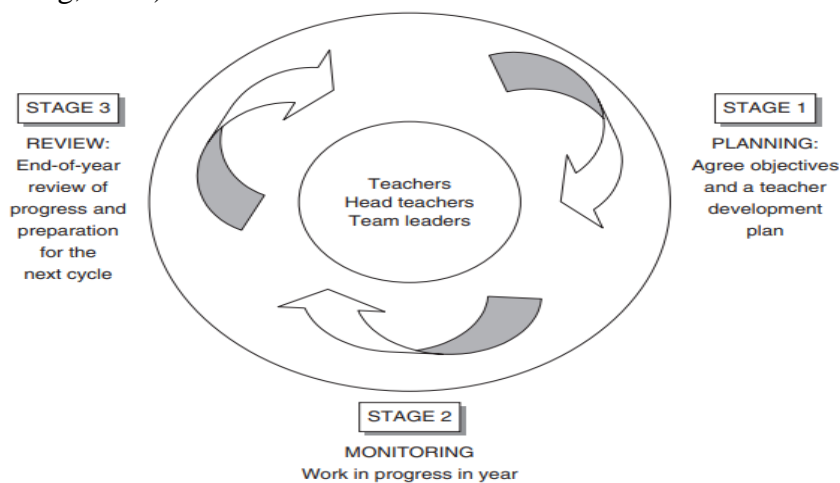 STAGE 1
PLANNING:
Agree objectives
and a teacher
development
plan
STAGE 2
MONITORING
Work in progress in year
STAGE 3
REVIEW:
End-of-year
review of
progress and
preparation
for the
next cycle
Teachers
Head teachers
Team leaders